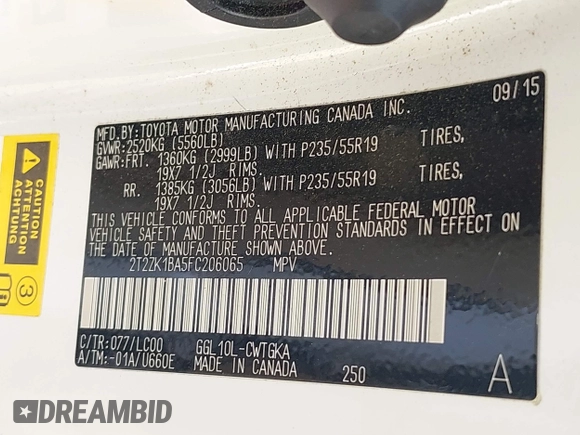 09/15
MFD.BY:TOYOTA MOTOR MANUFACTURING CANADA INC.
GVWR:2520KG (5560LB)
GAWR:FRT. 1360KG (2999LB) WITH P235/55R19 TIRES,
19X7 1/2J RIMS.
RR. 1385KG (3056LB) WITH P235/55R19 TIRES,
19X7 1/2J RIMS.
THIS VEHICLE CONFORMS TO ALL APPLICABLE FEDERAL MOTOR
VEHICLE SAFETY AND THEFT PREVENTION STANDARDS IN EFFECT ON
THE DATE OF MANUFACTURE SHOWN ABOVE.
2T2ZK1BA5FC206065 MPV
C/TR:077/LC00 GGL10L-CWTGKA
A/TM:-01A/U660E MADE IN CANADA 250 A
CAUTION
ATTENTION
ACHTUNG
3
DREAMBID